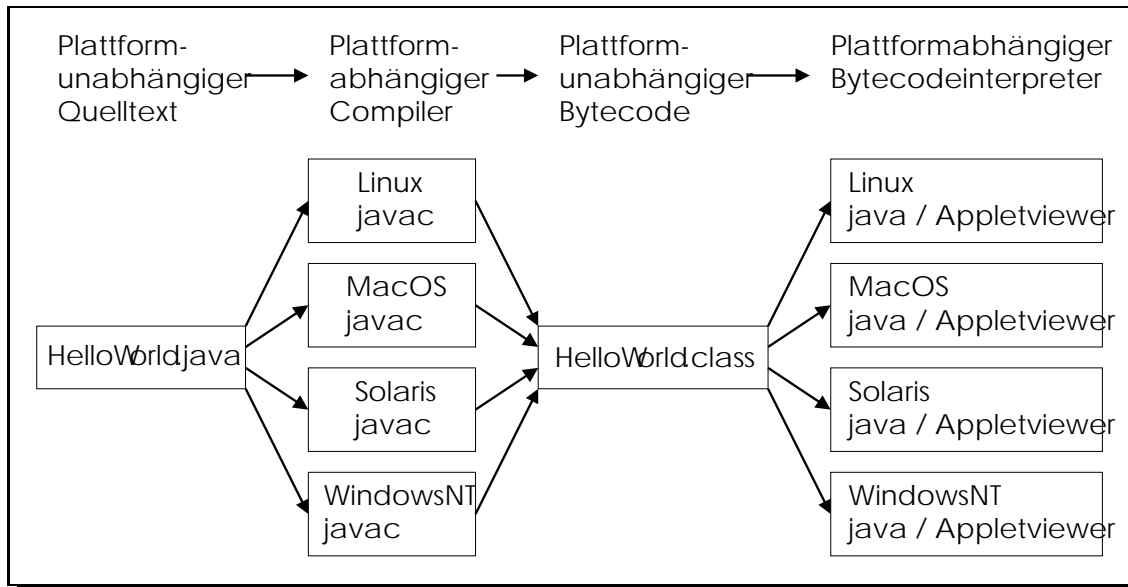 Plattform-
unabhängiger
Quelltext
Plattform-
abhängiger
Compiler
Plattform-
unabhängiger
Bytecode
Plattformabhängiger
Bytecodeinterpreter
HelloWorld.java
Linux
javac
MacOS
javac
Solaris
javac
WindowsNT
javac
HelloWorld.class
Linux
java / Appletviewer
MacOS
java / Appletviewer
Solaris
java / Appletviewer
WindowsNT
java / Appletviewer